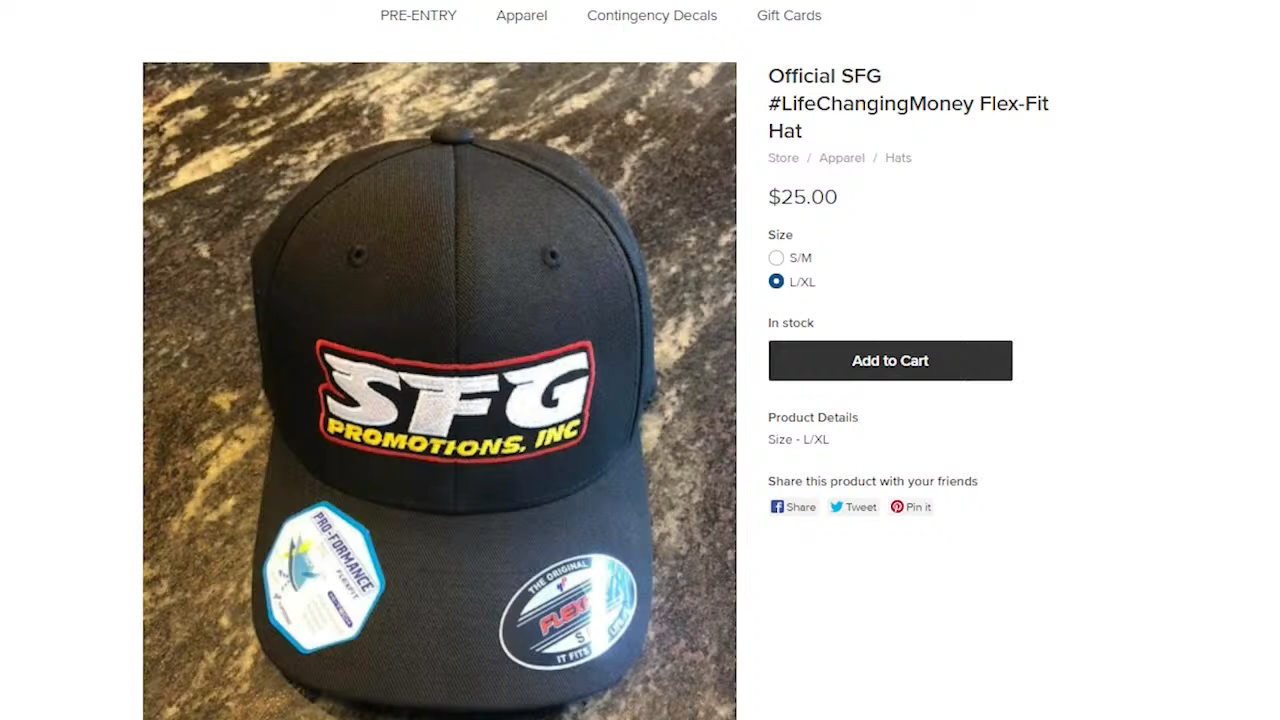 PRE-ENTRY Apparel Contingency Decals Gift Cards
Official SFG
#LifeChangingMoney Flex-Fit
Hat
Store / Apparel / Hats
$25.00
Size
S/M
L/XL
In stock
Add to Cart
Product Details
Size - L/XL
Share this product with your friends
Share Tweet Pin it
SFG
PROMOTIONS, INC
PRO-FORMANCE
FLEXFIT
THE ORIGINAL
IT FITS